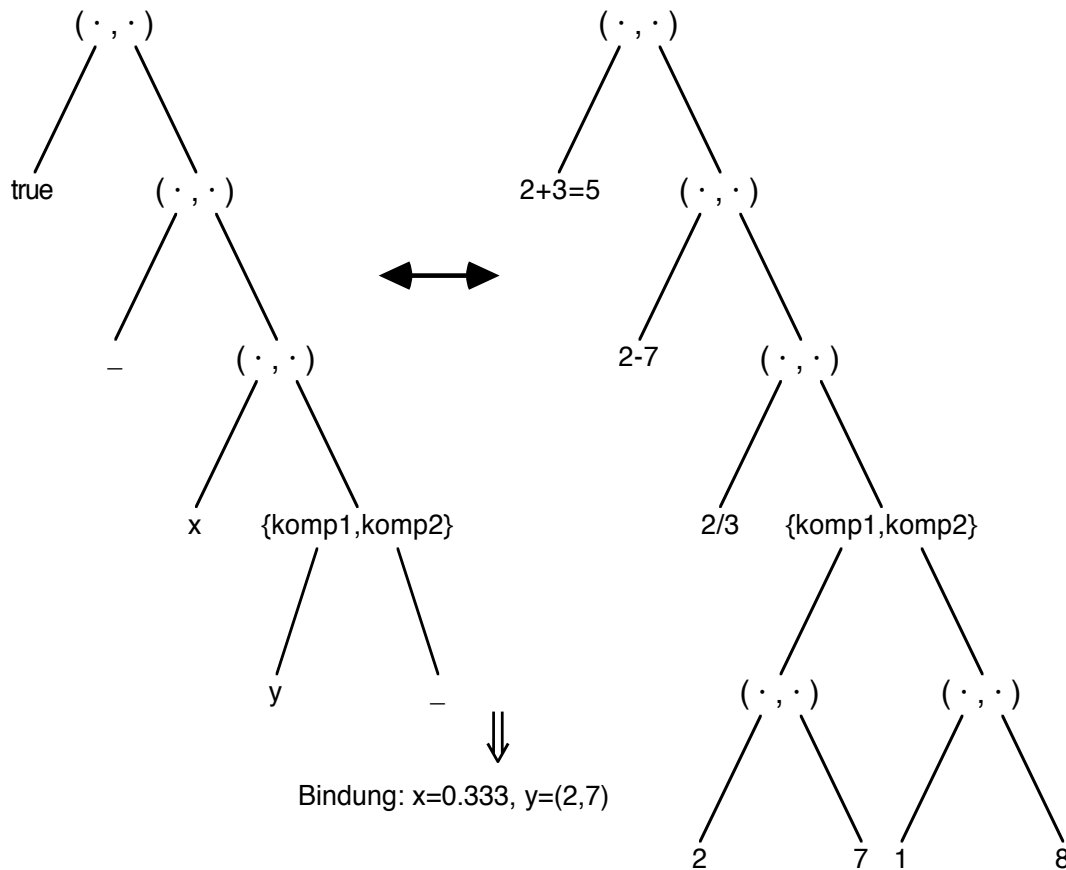 ( · , · ) ( · , · )
true ( · , · ) 2+3=5 ( · , · )
_ ( · , · ) 2-7 ( · , · )
x {komp1,komp2} 2/3 {komp1,komp2}
y _ ( · , · ) ( · , · )
Bindung: x=0.333, y=(2,7)
2 7 1 8